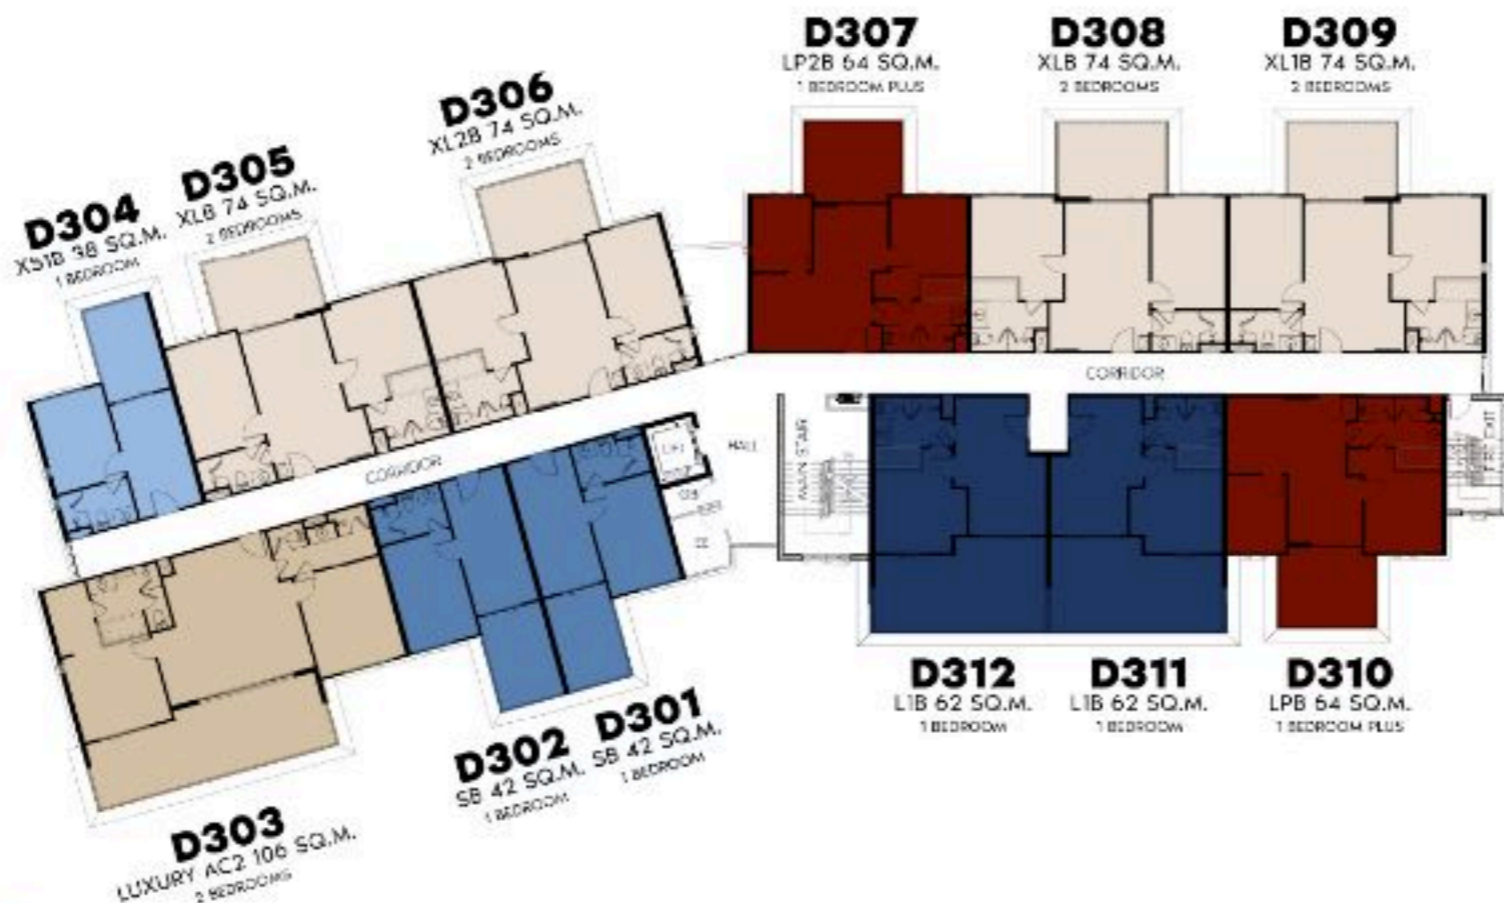 D307
LP2B 64 SQ.M.
1 BEDROOM PLUS
D308
XLB 74 SQ.M.
2 BEDROOMS
D309
XL1B 74 SQ.M.
2 BEDROOMS
D306
XL2B 74 SQ.M.
2 BEDROOMS
D305
XLB 74 SQ.M.
2 BEDROOMS
D304
XS1B 38 SQ.M.
1 BEDROOM
CORRIDOR
CORRIDOR
HALL
LIFT
MAIN STAIR
D312
L1B 62 SQ.M.
1 BEDROOM
D311
L1B 62 SQ.M.
1 BEDROOM
D310
LPB 64 SQ.M.
1 BEDROOM PLUS
D301
SB 42 SQ.M.
1 BEDROOM
D302
SB 42 SQ.M.
1 BEDROOM
D303
LUXURY AC2 106 SQ.M.
2 BEDROOMS